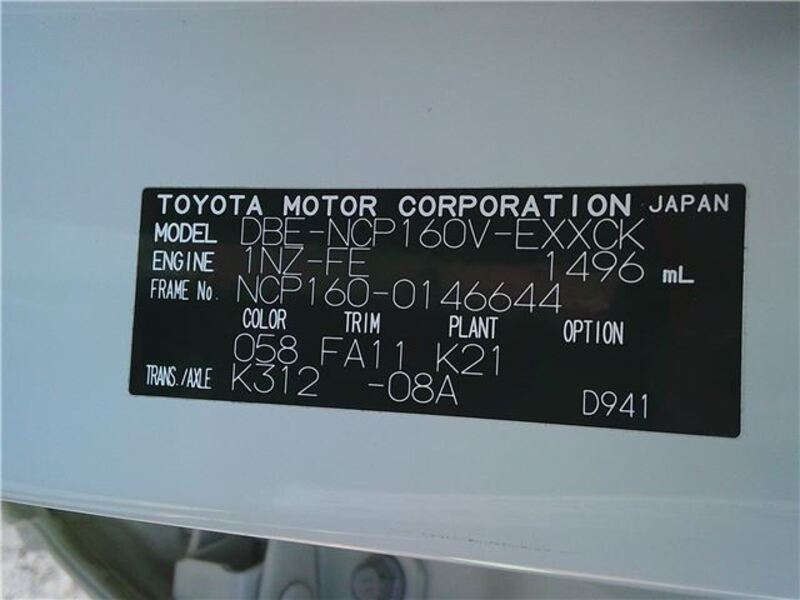 TOYOTA MOTOR CORPORATION JAPAN
MODEL DBE-NCP160V-EXXCK
ENGINE 1NZ-FE 1496 mL
FRAME No. NCP160-0146644
COLOR TRIM PLANT OPTION
058 FA11 K21
TRANS./AXLE K312 -08A
D941